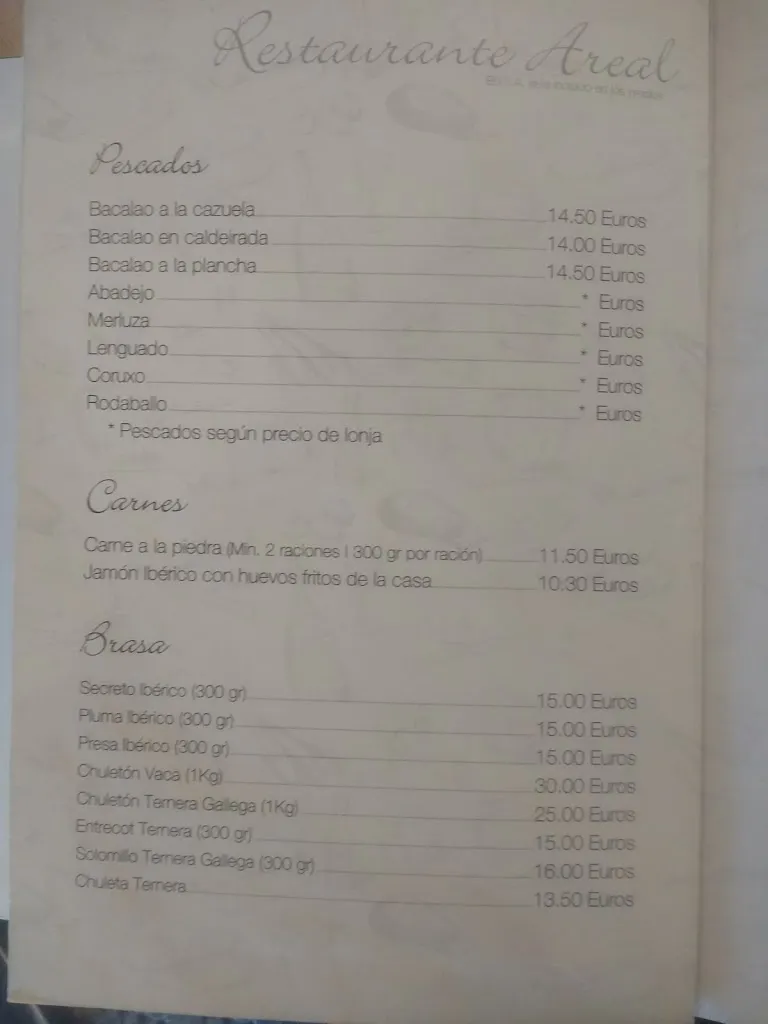 Restaurante Areal
Pescados
Bacalao a la cazuela 14.50 Euros
Bacalao en caldeirada 14.00 Euros
Bacalao a la plancha 14.50 Euros
Abadejo * Euros
Merluza * Euros
Lenguado * Euros
Coruxo * Euros
Rodaballo * Euros
* Pescados según precio de lonja
Carnes
Carne a la piedra (Min. 2 raciones | 300 gr por ración) 11.50 Euros
Jamón Ibérico con huevos fritos de la casa 10.30 Euros
Brasa
Secreto Ibérico (300 gr) 15.00 Euros
Pluma Ibérico (300 gr) 15.00 Euros
Presa Ibérico (300 gr) 15.00 Euros
Chuletón Vaca (1Kg) 30.00 Euros
Chuletón Ternera Gallega (1Kg) 25.00 Euros
Entrecot Ternera (300 gr) 15.00 Euros
Solomillo Ternera Gallega (300 gr) 16.00 Euros
Chuleta Ternera 13.50 Euros